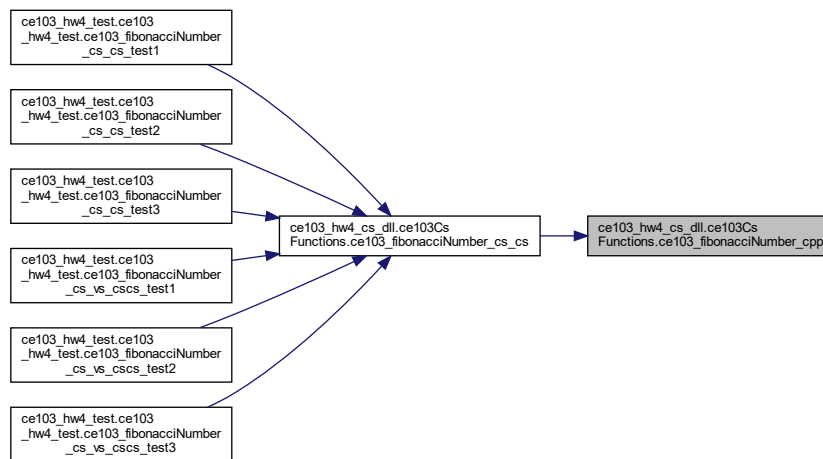 ce103_hw4_test.ce103
_hw4_test.ce103_fibonacciNumber
_cs_cs_test1
ce103_hw4_test.ce103
_hw4_test.ce103_fibonacciNumber
_cs_cs_test2
ce103_hw4_test.ce103
_hw4_test.ce103_fibonacciNumber
_cs_cs_test3
ce103_hw4_test.ce103
_hw4_test.ce103_fibonacciNumber
_cs_vs_cscs_test1
ce103_hw4_test.ce103
_hw4_test.ce103_fibonacciNumber
_cs_vs_cscs_test2
ce103_hw4_test.ce103
_hw4_test.ce103_fibonacciNumber
_cs_vs_cscs_test3
ce103_hw4_cs_dll.ce103Cs
Functions.ce103_fibonacciNumber_cs_cs
ce103_hw4_cs_dll.ce103Cs
Functions.ce103_fibonacciNumber_cpp